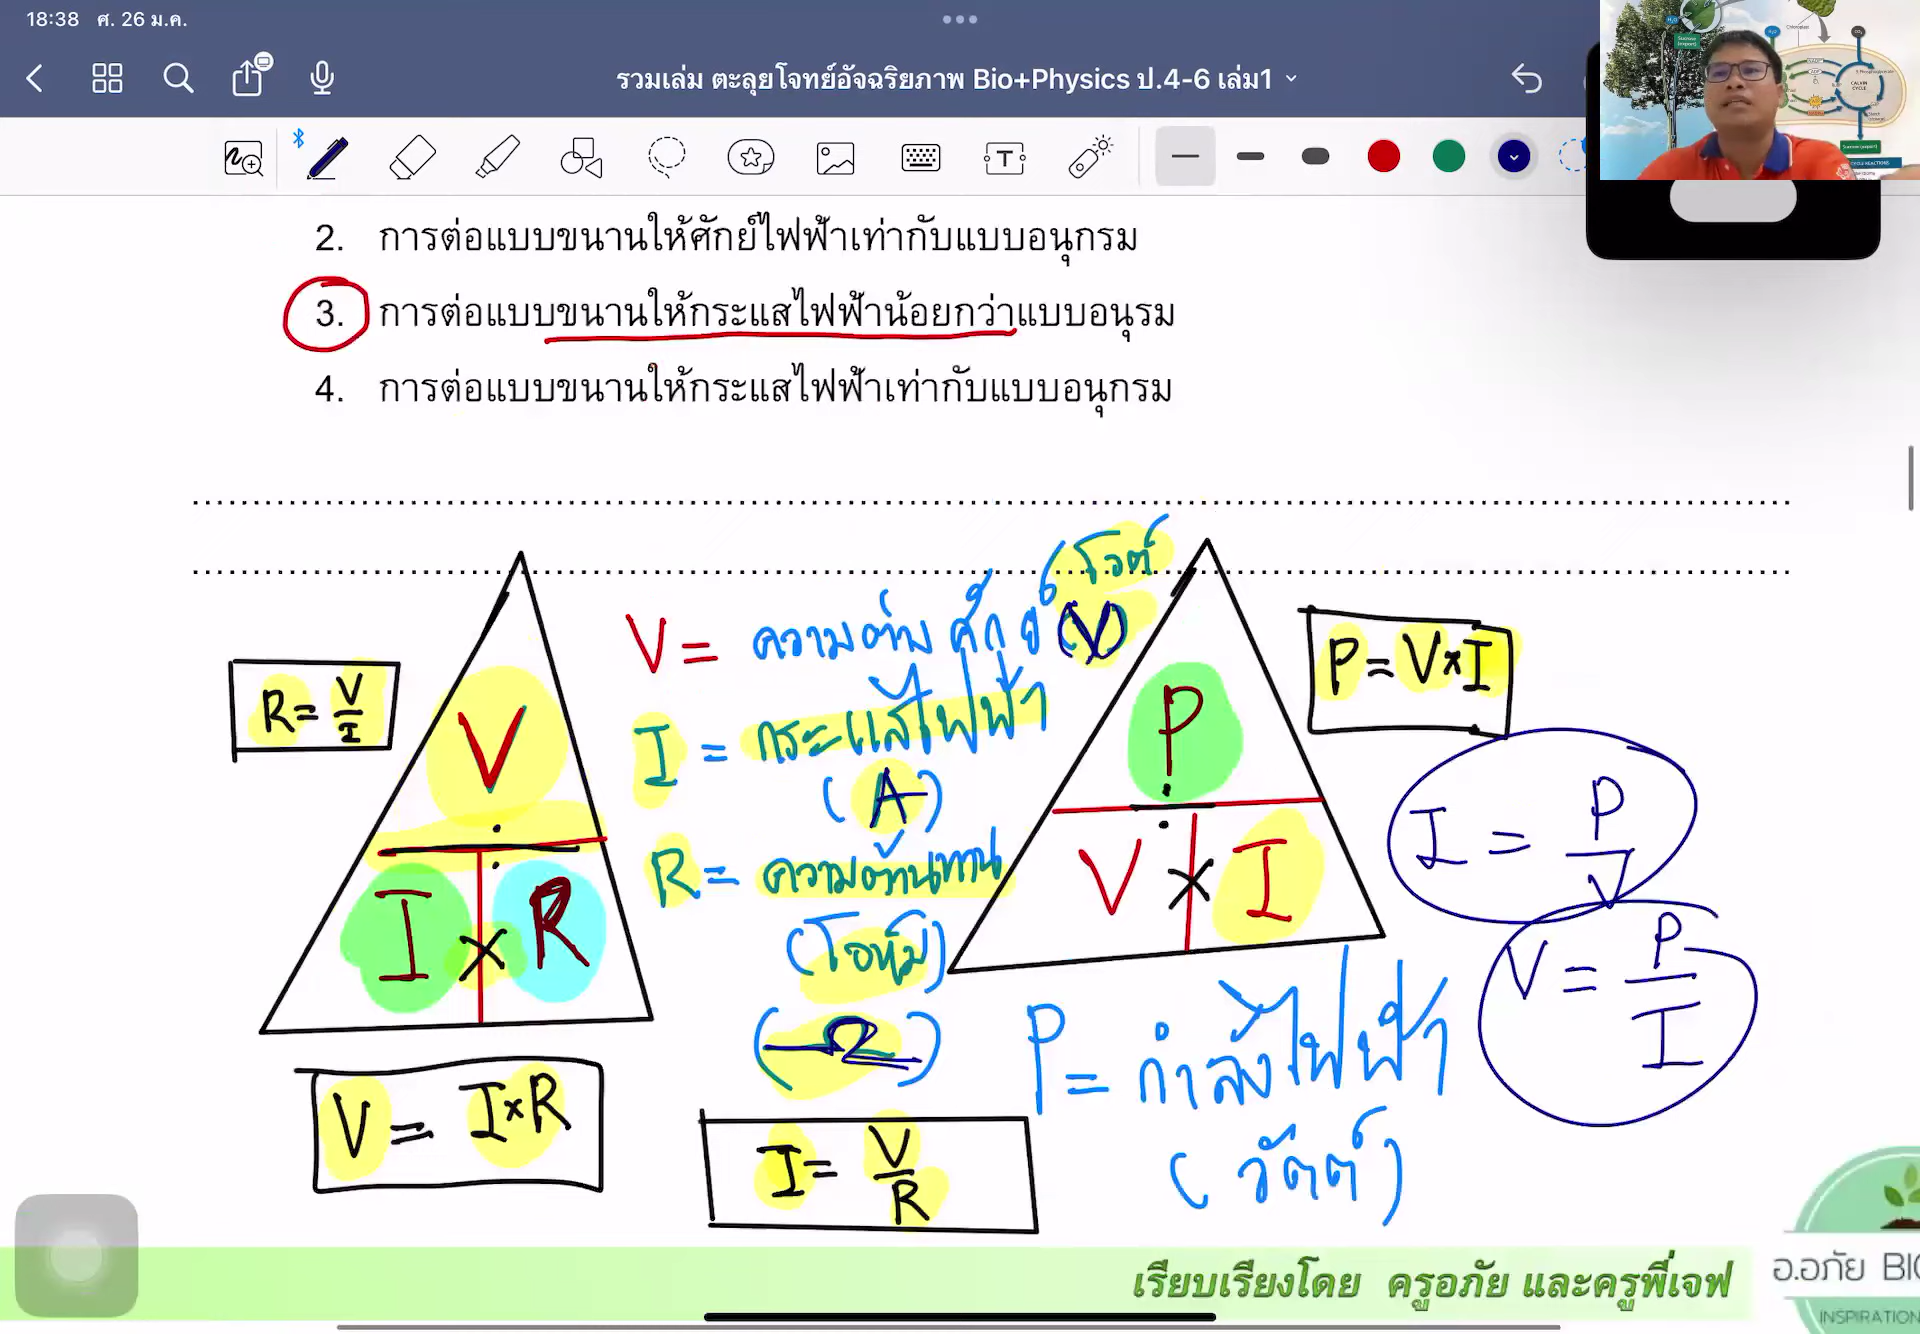 18:38 ศ. 26 ม.ค.
รวมเล่ม ตะลุยโจทย์อัจฉริยภาพ Bio+Physics ป.4-6 เล่ม1
2. การต่อแบบขนานให้ศักย์ไฟฟ้าเท่ากับแบบอนุกรม
3. การต่อแบบขนานให้กระแสไฟฟ้าน้อยกว่าแบบอนุรม
4. การต่อแบบขนานให้กระแสไฟฟ้าเท่ากับแบบอนุกรม
โวต์
V = ความต่างศักย์ (V)
R = V/I
V
I × R
I = กระแสไฟฟ้า
(A)
R = ความต้านทาน
(โอห์ม)
(Ω)
V = I×R
I = V/R
P
V × I
P = V×I
I = P/V
V = P/I
P = กำลังไฟฟ้า
(วัตต์)
เรียบเรียงโดย ครูอภัย และครูพี่เจฟ
อ.อภัย BIO
INSPIRATION